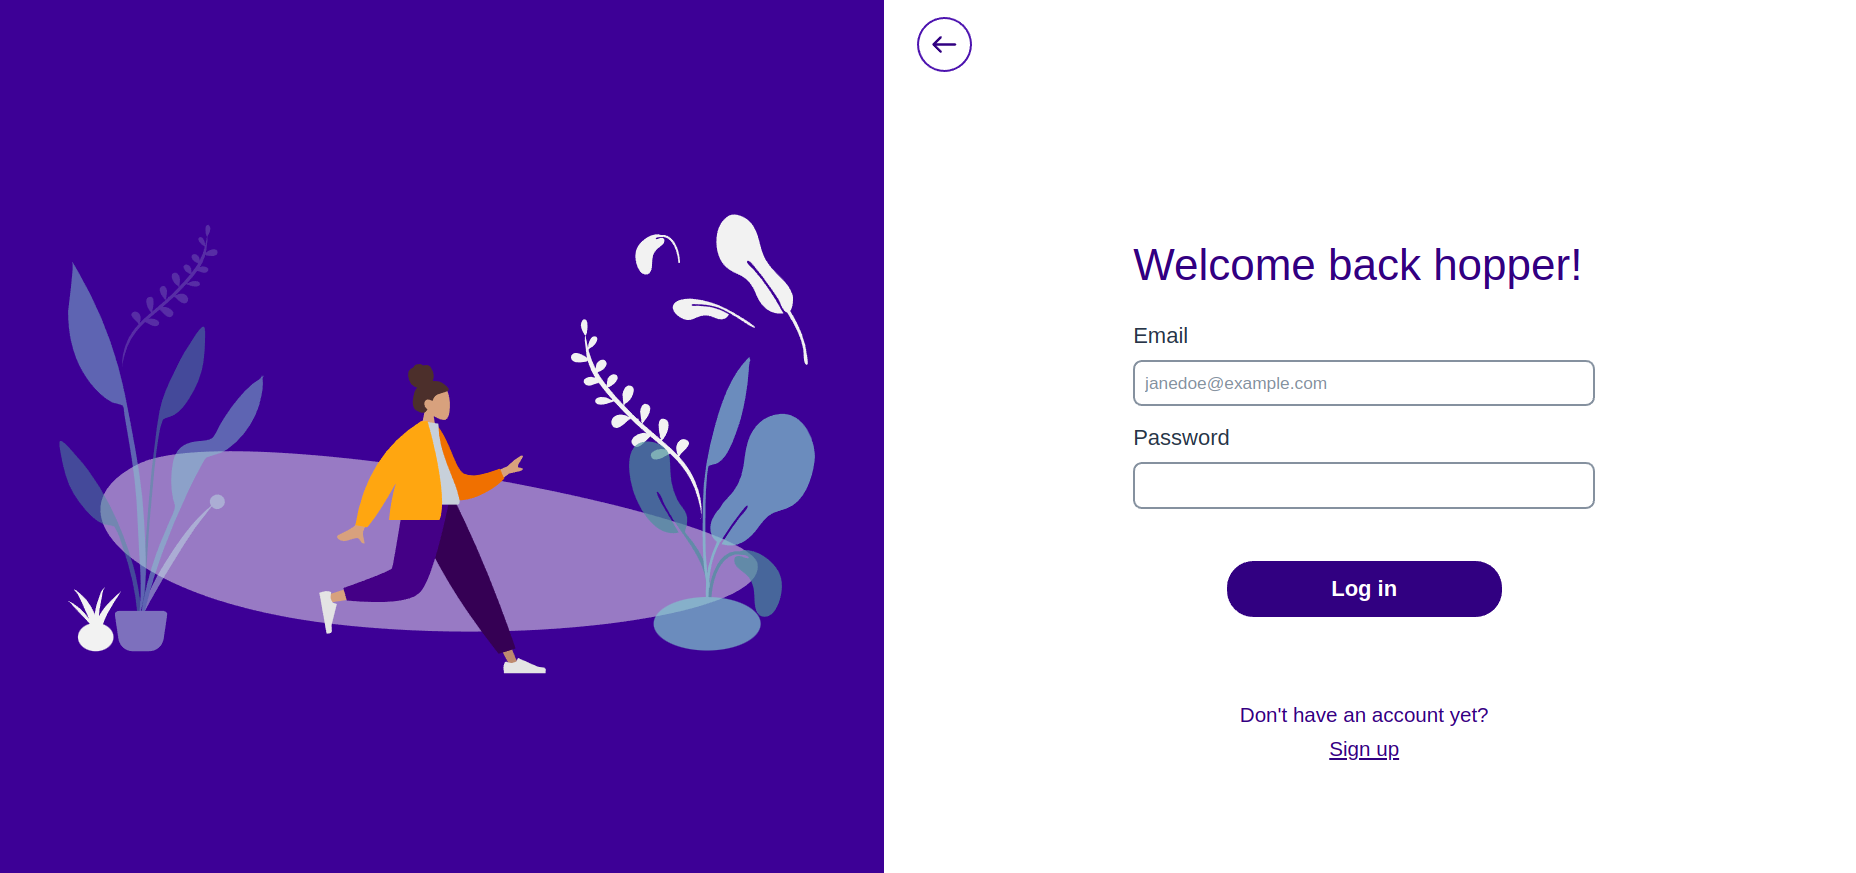 Welcome back hopper!
Email
janedoe@example.com
Password
Log in
Don't have an account yet?
Sign up